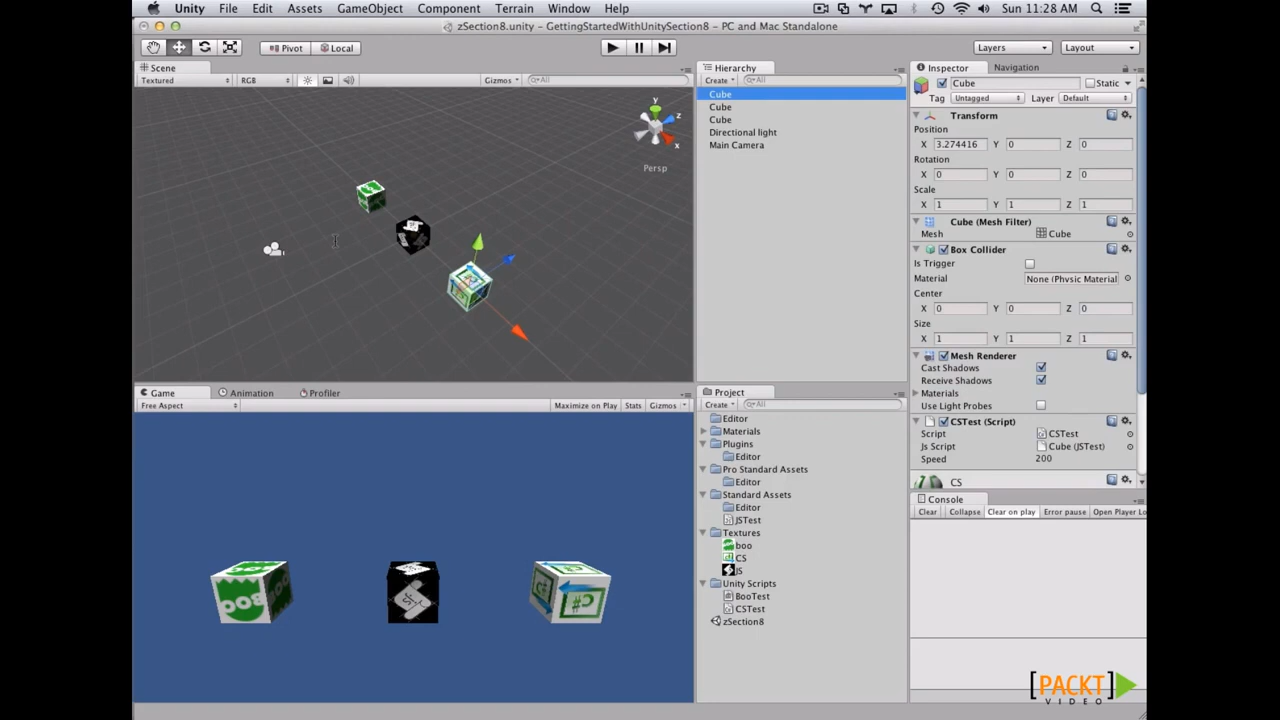 Unity File Edit Assets GameObject Component Terrain Window Help Sun 11:28 AM
zSection8.unity - GettingStartedWithUnitySection8 - PC and Mac Standalone
Pivot Local Layers Layout
Scene Hierarchy Inspector Navigation
Textured RGB Gizmos All Create All Cube Static
Tag Untagged Layer Default
Cube
Cube
Cube
Directional light
Main Camera
y
z
x
Persp
Transform
Position
X 3.274416 Y 0 Z 0
Rotation
X 0 Y 0 Z 0
Scale
X 1 Y 1 Z 1
Cube (Mesh Filter)
Mesh Cube
Box Collider
Is Trigger
Material None (Physic Material
Center
X 0 Y 0 Z 0
Size
X 1 Y 1 Z 1
Mesh Renderer
Cast Shadows
Receive Shadows
Materials
Use Light Probes
CSTest (Script)
Script CSTest
Js Script Cube (JSTest)
Speed 200
CS
Game Animation Profiler
Free Aspect Maximize on Play Stats Gizmos
BOO
C#
C#
Project
Create All
Editor
Materials
Plugins
Editor
Pro Standard Assets
Editor
Standard Assets
Editor
JSTest
Textures
boo
CS
JS
Unity Scripts
BooTest
CSTest
zSection8
Console
Clear Collapse Clear on play Error pause Open Player Lo
[PACKT]
VIDEO